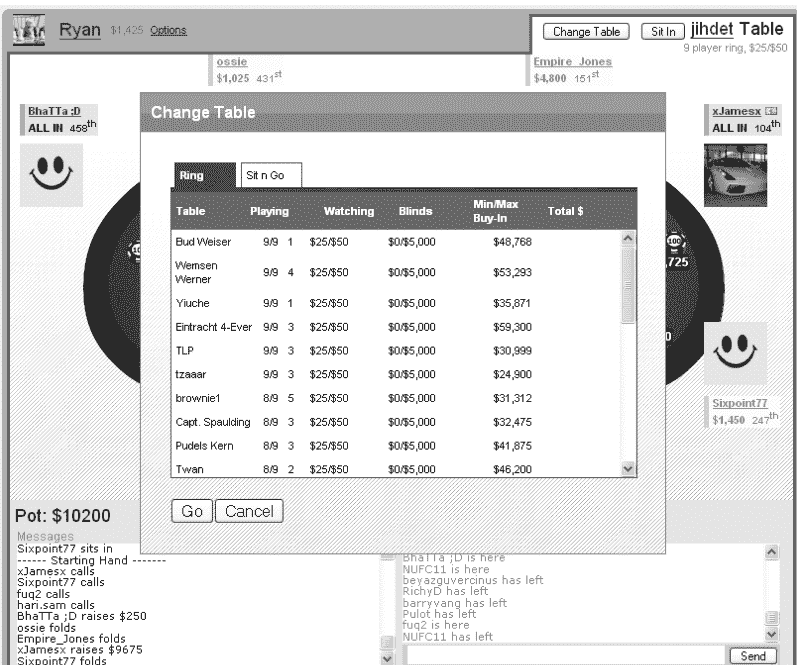 Ryan $1,425 Options
Change Table Sit In jihdet Table
9 player ring, $25/$50
ossie
$1,025 431st
Empire_Jones
$4,800 151st
BhaTTa ;D
ALL IN 458th
xJamesx
ALL IN 104th
Change Table
Ring Sit n Go
Table Playing Watching Blinds Min/Max Buy-In Total $
Bud Weiser 9/9 1 $25/$50 $0/$5,000 $48,768
Wemsen Werner 9/9 4 $25/$50 $0/$5,000 $53,293
Yiuche 9/9 1 $25/$50 $0/$5,000 $35,871
Eintracht 4-Ever 9/9 3 $25/$50 $0/$5,000 $59,300
TLP 9/9 3 $25/$50 $0/$5,000 $30,999
tzaaar 9/9 3 $25/$50 $0/$5,000 $24,900
brownie1 8/9 5 $25/$50 $0/$5,000 $31,312
Capt. Spaulding 8/9 3 $25/$50 $0/$5,000 $32,475
Pudels Kern 8/9 3 $25/$50 $0/$5,000 $41,875
Twan 8/9 2 $25/$50 $0/$5,000 $46,200
Go Cancel
100
,725
Sixpoint77
$1,450 247th
Pot: $10200
Messages
Sixpoint77 sits in
------ Starting Hand -------
xJamesx calls
Sixpoint77 calls
fuq2 calls
hari.sam calls
BhaTTa ;D raises $250
ossie folds
Empire_Jones folds
xJamesx raises $9675
Sixpoint77 folds
BhaTTa ;D is here
NUFC11 is here
beyazguvercinus has left
RichyD has left
barryvang has left
Pulot has left
fuq2 is here
NUFC11 has left
Send